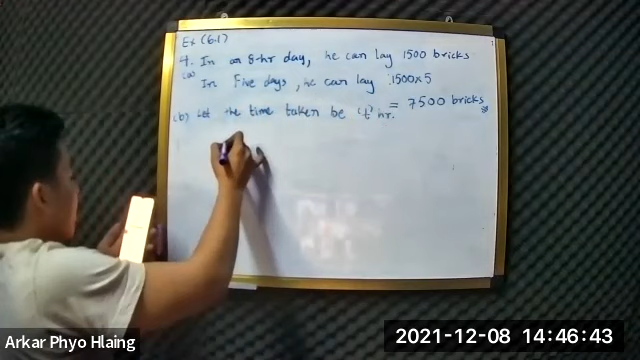 Ex (6.1)
4. In an 8-hr day, he can lay 1500 bricks
(a) In Five days, he can lay 1500×5
= 7500 bricks
(b) Let the time taken be 't' hr.
Arkar Phyo Hlaing
2021-12-08 14:46:43